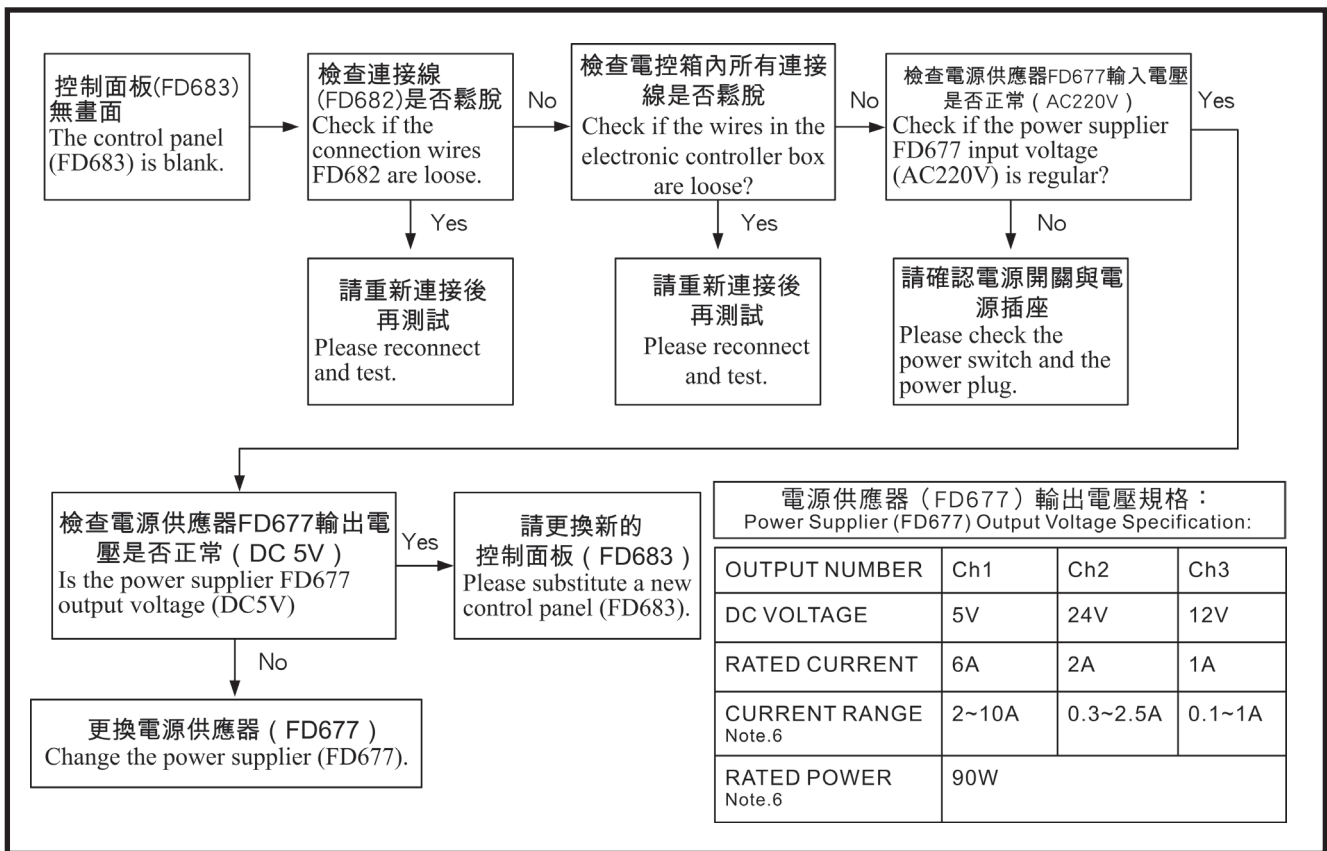 控制面板(FD683)
無畫面
The control panel
(FD683) is blank.
檢查連接線
(FD682)是否鬆脫
Check if the
connection wires
FD682 are loose.
No
檢查電控箱內所有連接
線是否鬆脫
Check if the wires in the
electronic controller box
are loose?
No
檢查電源供應器FD677輸入電壓
是否正常(AC220V)
Check if the power supplier
FD677 input voltage
(AC220V) is regular?
Yes
Yes
Yes
No
請重新連接後
再測試
Please reconnect
and test.
請重新連接後
再測試
Please reconnect
and test.
請確認電源開關與電
源插座
Please check the
power switch and the
power plug.
檢查電源供應器FD677輸出電
壓是否正常(DC 5V)
Is the power supplier FD677
output voltage (DC5V)
Yes
請更換新的
控制面板(FD683)
Please substitute a new
control panel (FD683).
No
更換電源供應器(FD677)
Change the power supplier (FD677).
電源供應器(FD677)輸出電壓規格:
Power Supplier (FD677) Output Voltage Specification:
OUTPUT NUMBER Ch1 Ch2 Ch3
DC VOLTAGE 5V 24V 12V
RATED CURRENT 6A 2A 1A
CURRENT RANGE 2~10A 0.3~2.5A 0.1~1A
Note.6
RATED POWER 90W
Note.6